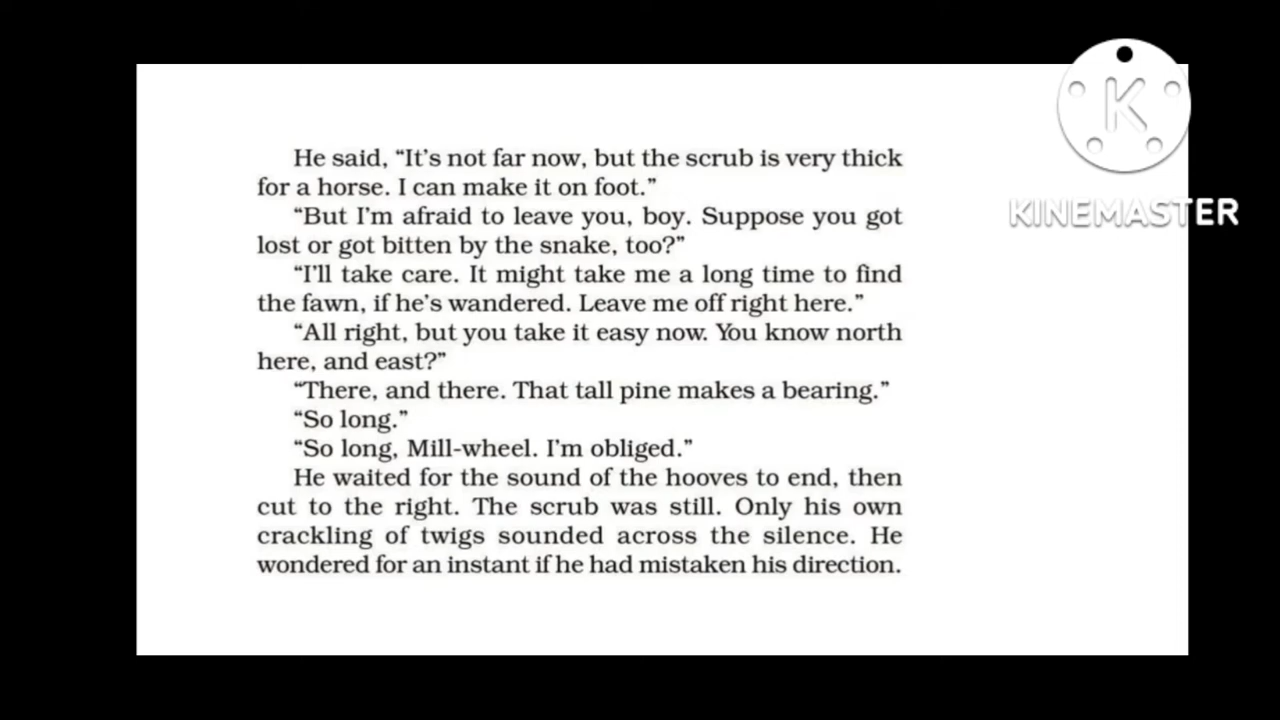 He said, “It’s not far now, but the scrub is very thick
for a horse. I can make it on foot.”
“But I’m afraid to leave you, boy. Suppose you got
lost or got bitten by the snake, too?”
“I’ll take care. It might take me a long time to find
the fawn, if he’s wandered. Leave me off right here.”
“All right, but you take it easy now. You know north
here, and east?”
“There, and there. That tall pine makes a bearing.”
“So long.”
“So long, Mill-wheel. I’m obliged.”
He waited for the sound of the hooves to end, then
cut to the right. The scrub was still. Only his own
crackling of twigs sounded across the silence. He
wondered for an instant if he had mistaken his direction.
K
KINEMASTER